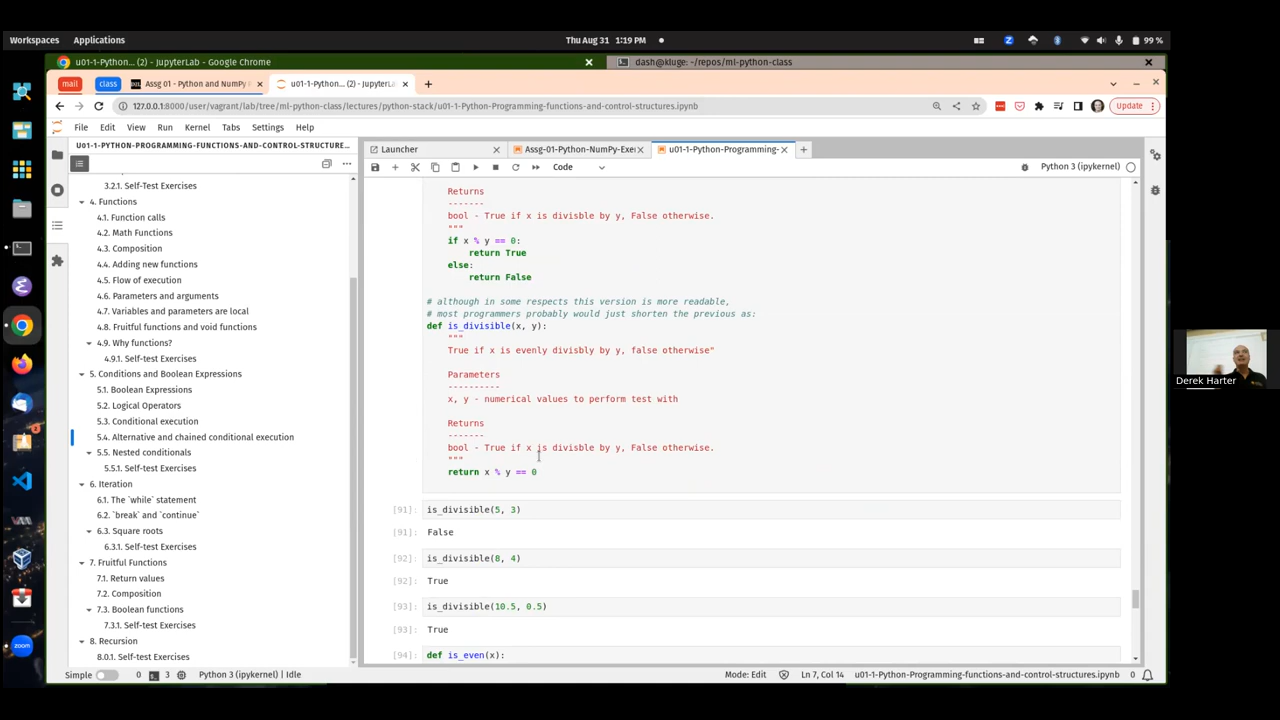 Workspaces Applications Thu Aug 31 1:19 PM 99 %
u01-1-Python... (2) - JupyterLab - Google Chrome dash@kluge: ~/repos/ml-python-class
mail class Assg 01 - Python and NumPy E u01-1-Python... (2) - JupyterL
127.0.0.1:8000/user/vagrant/lab/tree/ml-python-class/lectures/python-stack/u01-1-Python-Programming-functions-and-control-structures.ipynb Update
File Edit View Run Kernel Tabs Settings Help
U01-1-PYTHON-PROGRAMMING-FUNCTIONS-AND-CONTROL-STRUCTURE...
3.2.1. Self-Test Exercises
4. Functions
4.1. Function calls
4.2. Math Functions
4.3. Composition
4.4. Adding new functions
4.5. Flow of execution
4.6. Parameters and arguments
4.7. Variables and parameters are local
4.8. Fruitful functions and void functions
4.9. Why functions?
4.9.1. Self-test Exercises
5. Conditions and Boolean Expressions
5.1. Boolean Expressions
5.2. Logical Operators
5.3. Conditional execution
5.4. Alternative and chained conditional execution
5.5. Nested conditionals
5.5.1. Self-test Exercises
6. Iteration
6.1. The `while` statement
6.2. `break` and `continue`
6.3. Square roots
6.3.1. Self-test Exercises
7. Fruitful Functions
7.1. Return values
7.2. Composition
7.3. Boolean functions
7.3.1. Self-test Exercises
8. Recursion
8.0.1. Self-test Exercises
Launcher Assg-01-Python-NumPy-Exer u01-1-Python-Programming-
Code Python 3 (ipykernel)
Returns
-------
bool - True if x is divisble by y, False otherwise.
"""
if x % y == 0:
return True
else:
return False
# although in some respects this version is more readable,
# most programmers probably would just shorten the previous as:
def is_divisible(x, y):
"""
True if x is evenly divisbly by y, false otherwise"
Parameters
----------
x, y - numerical values to perform test with
Returns
-------
bool - True if x is divisble by y, False otherwise.
"""
return x % y == 0
[91]: is_divisible(5, 3)
[91]: False
[92]: is_divisible(8, 4)
[92]: True
[93]: is_divisible(10.5, 0.5)
[93]: True
[94]: def is_even(x):
Derek Harter
Simple 0 3 Python 3 (ipykernel) | Idle Mode: Edit Ln 7, Col 14 u01-1-Python-Programming-functions-and-control-structures.ipynb 0